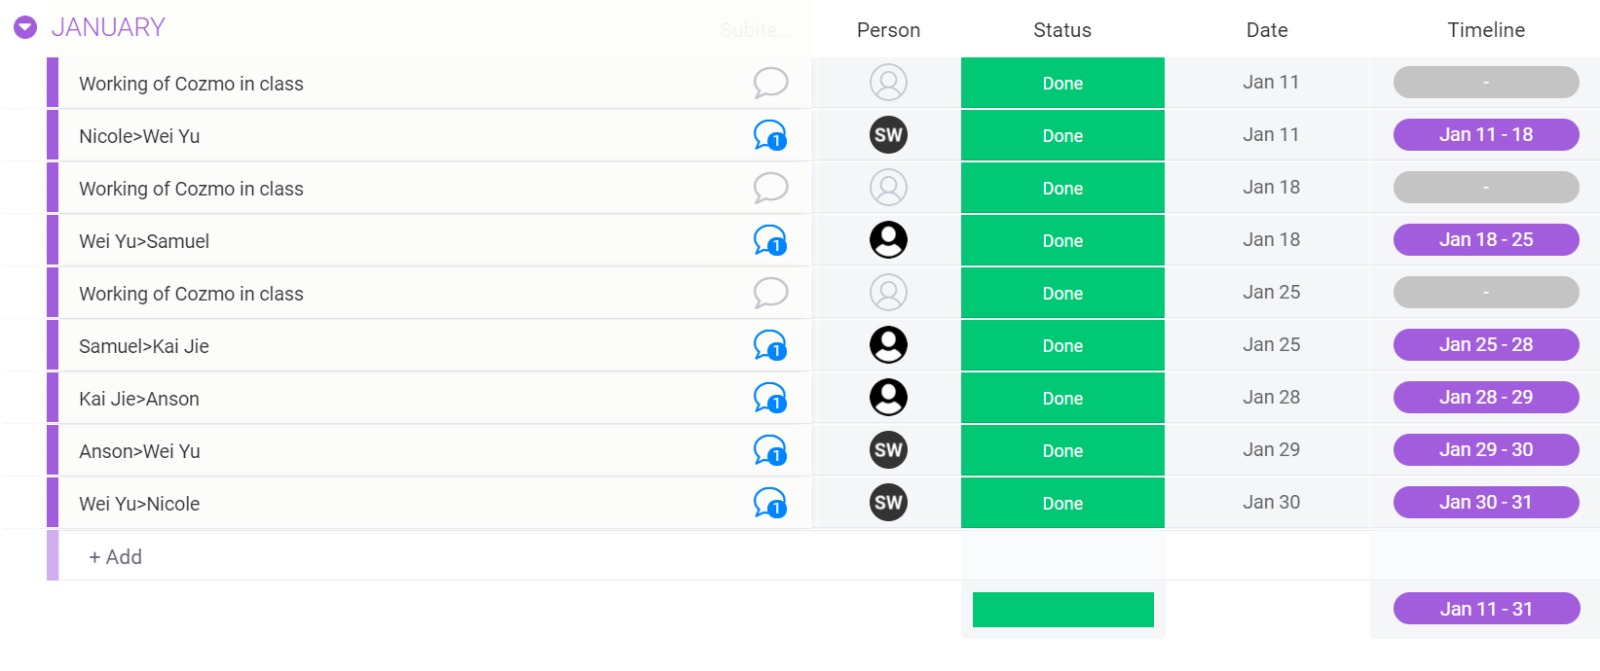 JANUARY Subite... Person Status Date Timeline
Working of Cozmo in class Done Jan 11 -
Nicole>Wei Yu 1 SW Done Jan 11 Jan 11 - 18
Working of Cozmo in class Done Jan 18 -
Wei Yu>Samuel 1 Done Jan 18 Jan 18 - 25
Working of Cozmo in class Done Jan 25 -
Samuel>Kai Jie 1 Done Jan 25 Jan 25 - 28
Kai Jie>Anson 1 Done Jan 28 Jan 28 - 29
Anson>Wei Yu 1 SW Done Jan 29 Jan 29 - 30
Wei Yu>Nicole 1 SW Done Jan 30 Jan 30 - 31
+ Add
Jan 11 - 31